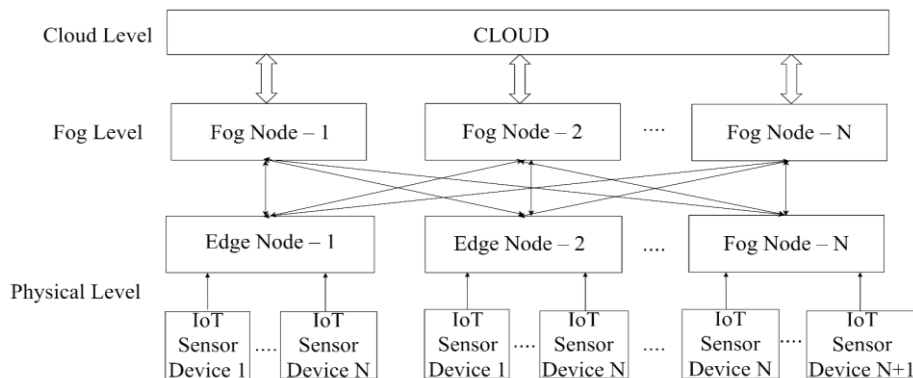 Cloud Level
CLOUD
Fog Level
Fog Node – 1
Fog Node – 2
....
Fog Node – N
Edge Node – 1
Edge Node – 2
....
Fog Node – N
Physical Level
IoT
Sensor
Device 1
....
IoT
Sensor
Device N
IoT
Sensor
Device 1
....
IoT
Sensor
Device N
....
IoT
Sensor
Device N
....
IoT
Sensor
Device N+1